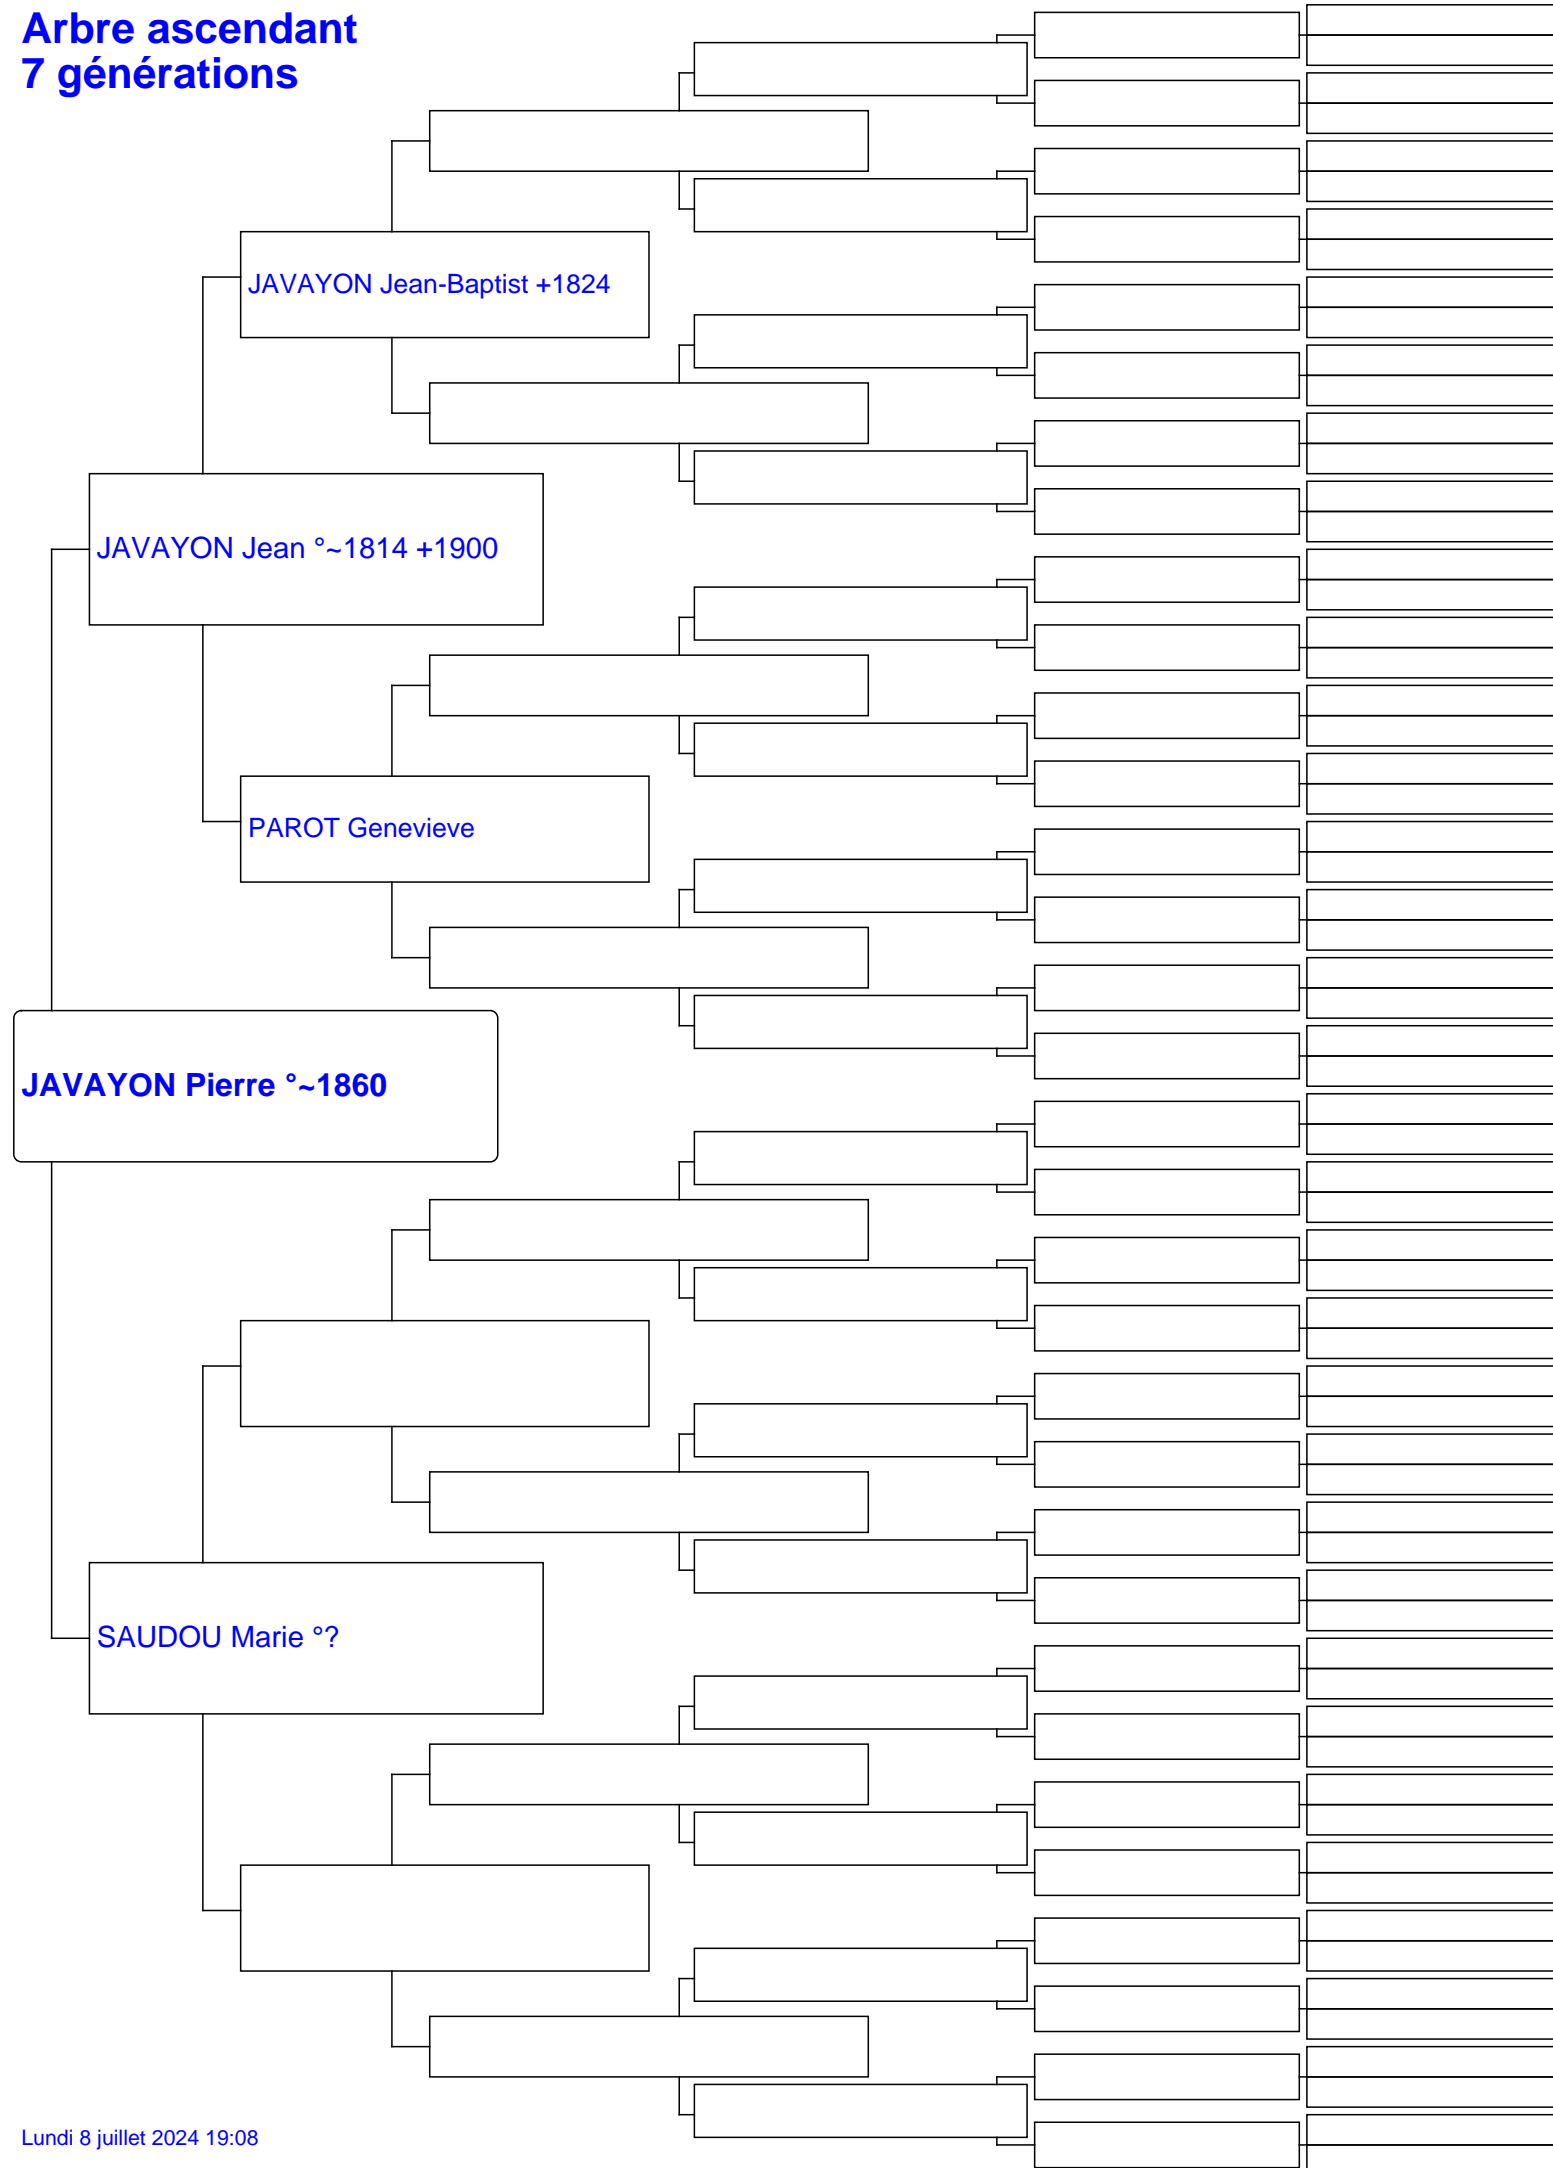 Arbre ascendant
7 générations
JAVAYON Jean-Baptist +1824
JAVAYON Jean °~1814 +1900
PAROT Genevieve
JAVAYON Pierre °~1860
SAUDOU Marie °?
Lundi 8 juillet 2024 19:08